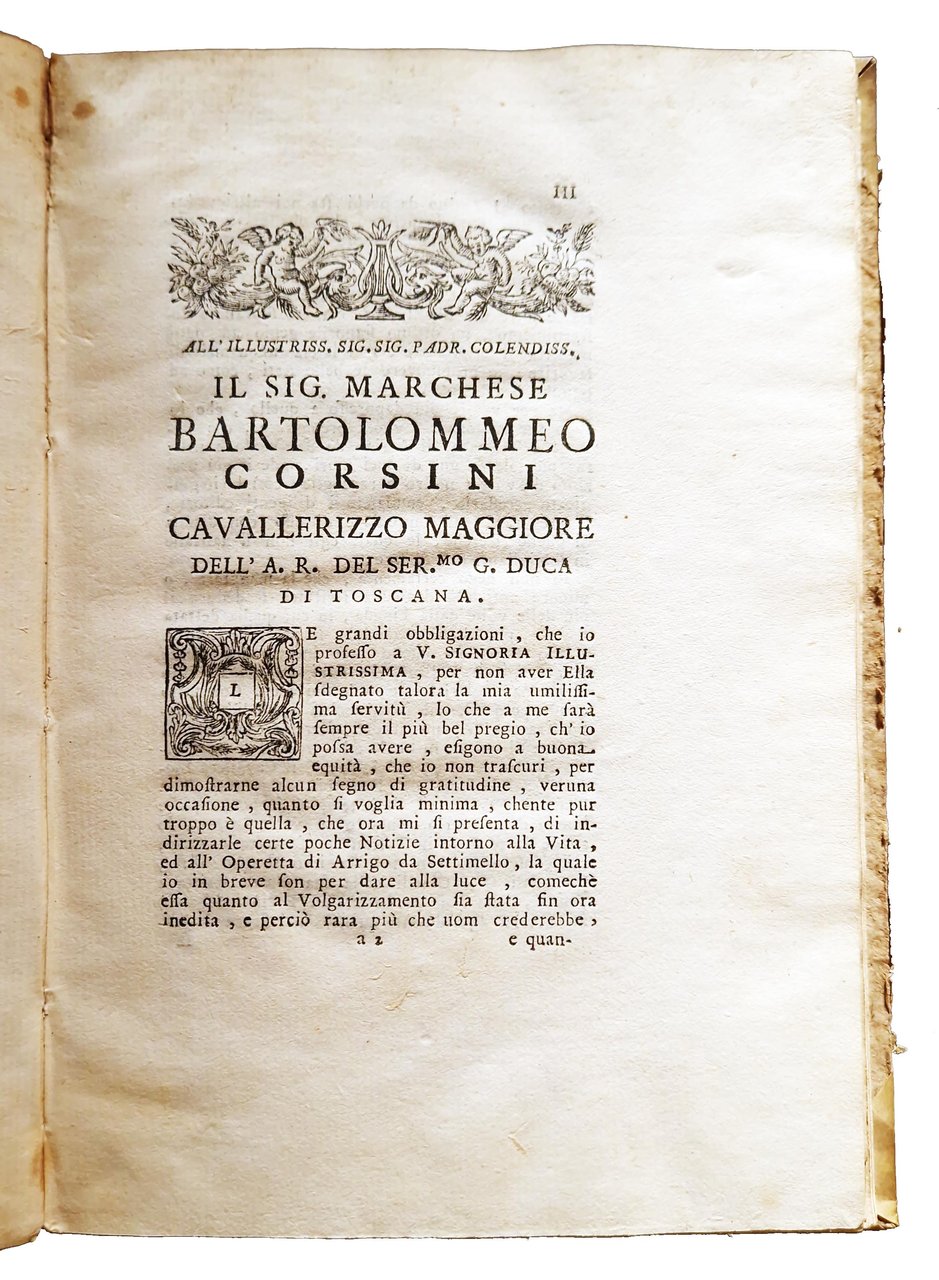 III
ALL' ILLUSTRISS. SIG. SIG. PADR. COLENDISS.
IL SIG. MARCHESE
BARTOLOMMEO
CORSINI
CAVALLERIZZO MAGGIORE
DELL' A. R. DEL SER.MO G. DUCA
DI TOSCANA.
LE grandi obbligazioni , che io
profeſſo a V. SIGNORIA ILLU-
STRISSIMA , per non aver Ella
ſdegnato talora la mia umiliſſi-
ma ſervitù , lo che a me ſarà
ſempre il più bel pregio , ch' io
poſſa avere , eſigono a buona
equità , che io non traſcuri , per
dimoſtrarne alcun ſegno di gratitudine , veruna
occaſione , quanto ſi voglia minima , chente pur
troppo è quella , che ora mi ſi preſenta , di in-
dirizzarle certe poche Notizie intorno alla Vita ,
ed all' Operetta di Arrigo da Settimello, la quale
io in breve ſon per dare alla luce , comechè
eſſa quanto al Volgarizzamento ſia ſtata fin ora
inedita , e perciò rara più che uom crederebbe ,
a 2 e quan-